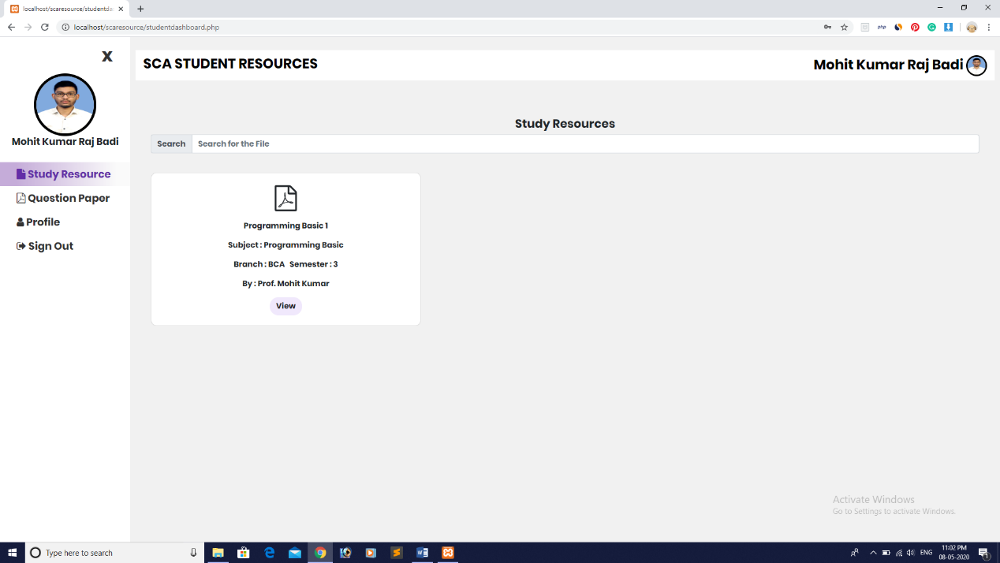 localhost/scaresource/studentda
localhost/scaresource/studentdashboard.php
php
X
SCA STUDENT RESOURCES
Mohit Kumar Raj Badi
Mohit Kumar Raj Badi
Study Resource
Question Paper
Profile
Sign Out
Study Resources
Search
Search for the File
Programming Basic 1
Subject : Programming Basic
Branch : BCA Semester : 3
By : Prof. Mohit Kumar
View
Activate Windows
Go to Settings to activate Windows.
Type here to search
ENG
11:02 PM
08-05-2020
1